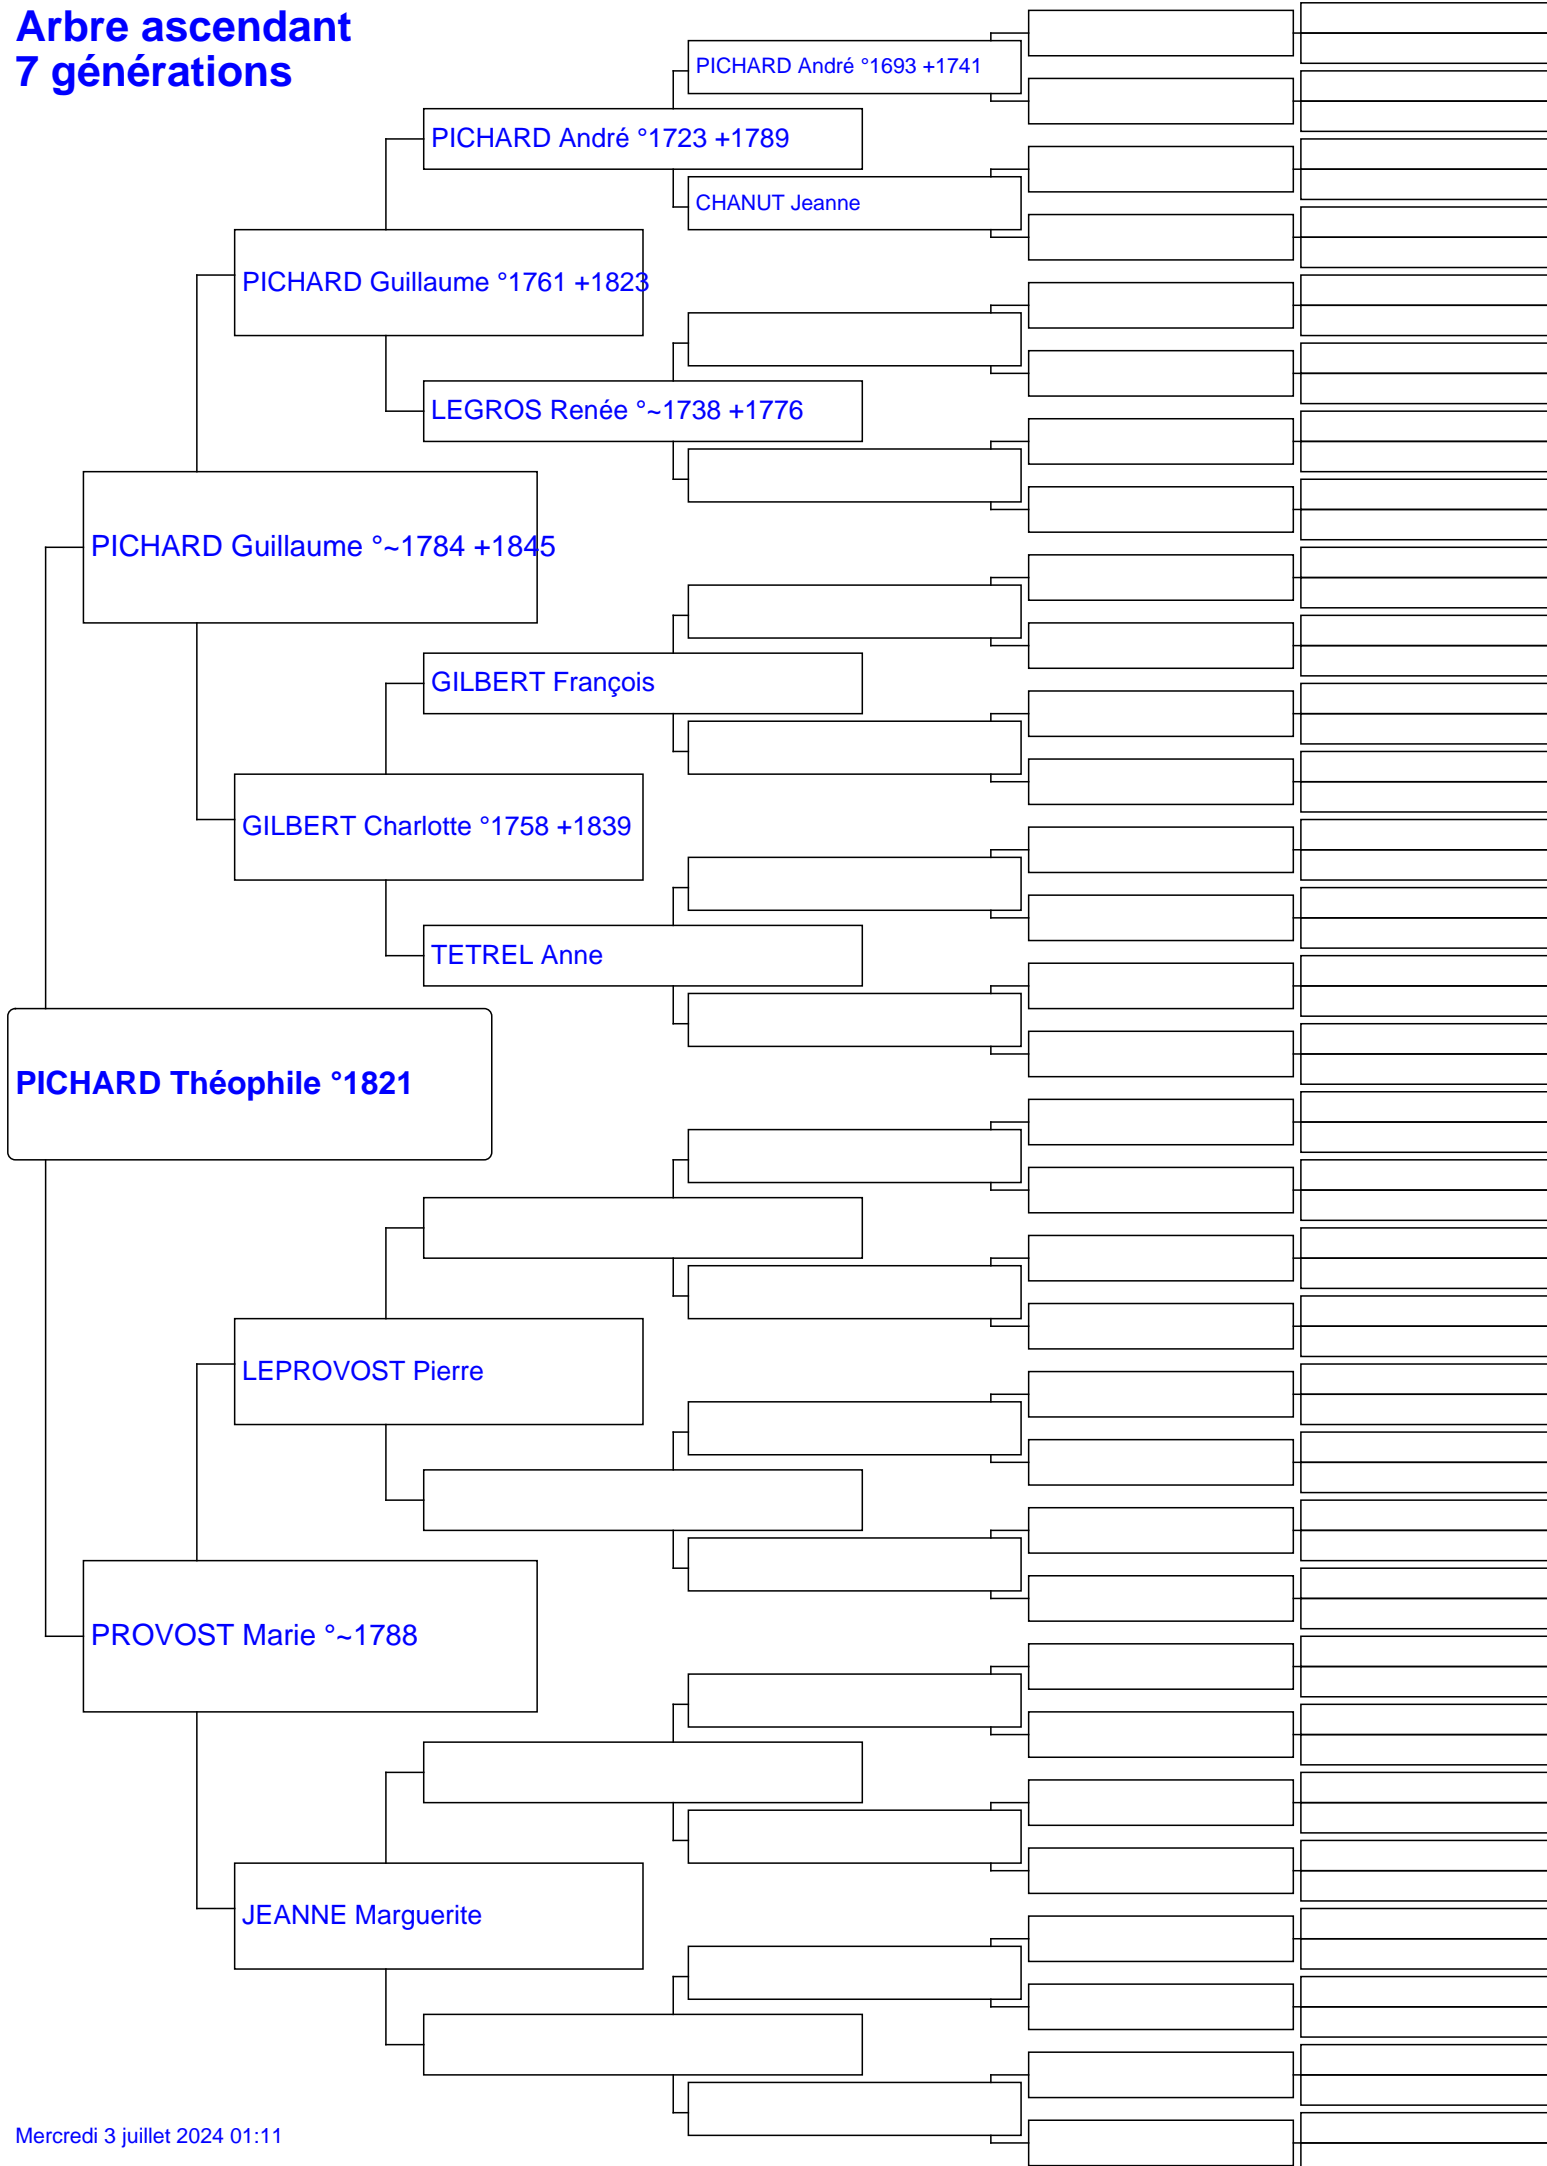 Arbre ascendant
7 générations
PICHARD André °1693 +1741
PICHARD André °1723 +1789
CHANUT Jeanne
PICHARD Guillaume °1761 +1823
LEGROS Renée °~1738 +1776
PICHARD Guillaume °~1784 +1845
GILBERT François
GILBERT Charlotte °1758 +1839
TETREL Anne
PICHARD Théophile °1821
LEPROVOST Pierre
PROVOST Marie °~1788
JEANNE Marguerite
Mercredi 3 juillet 2024 01:11